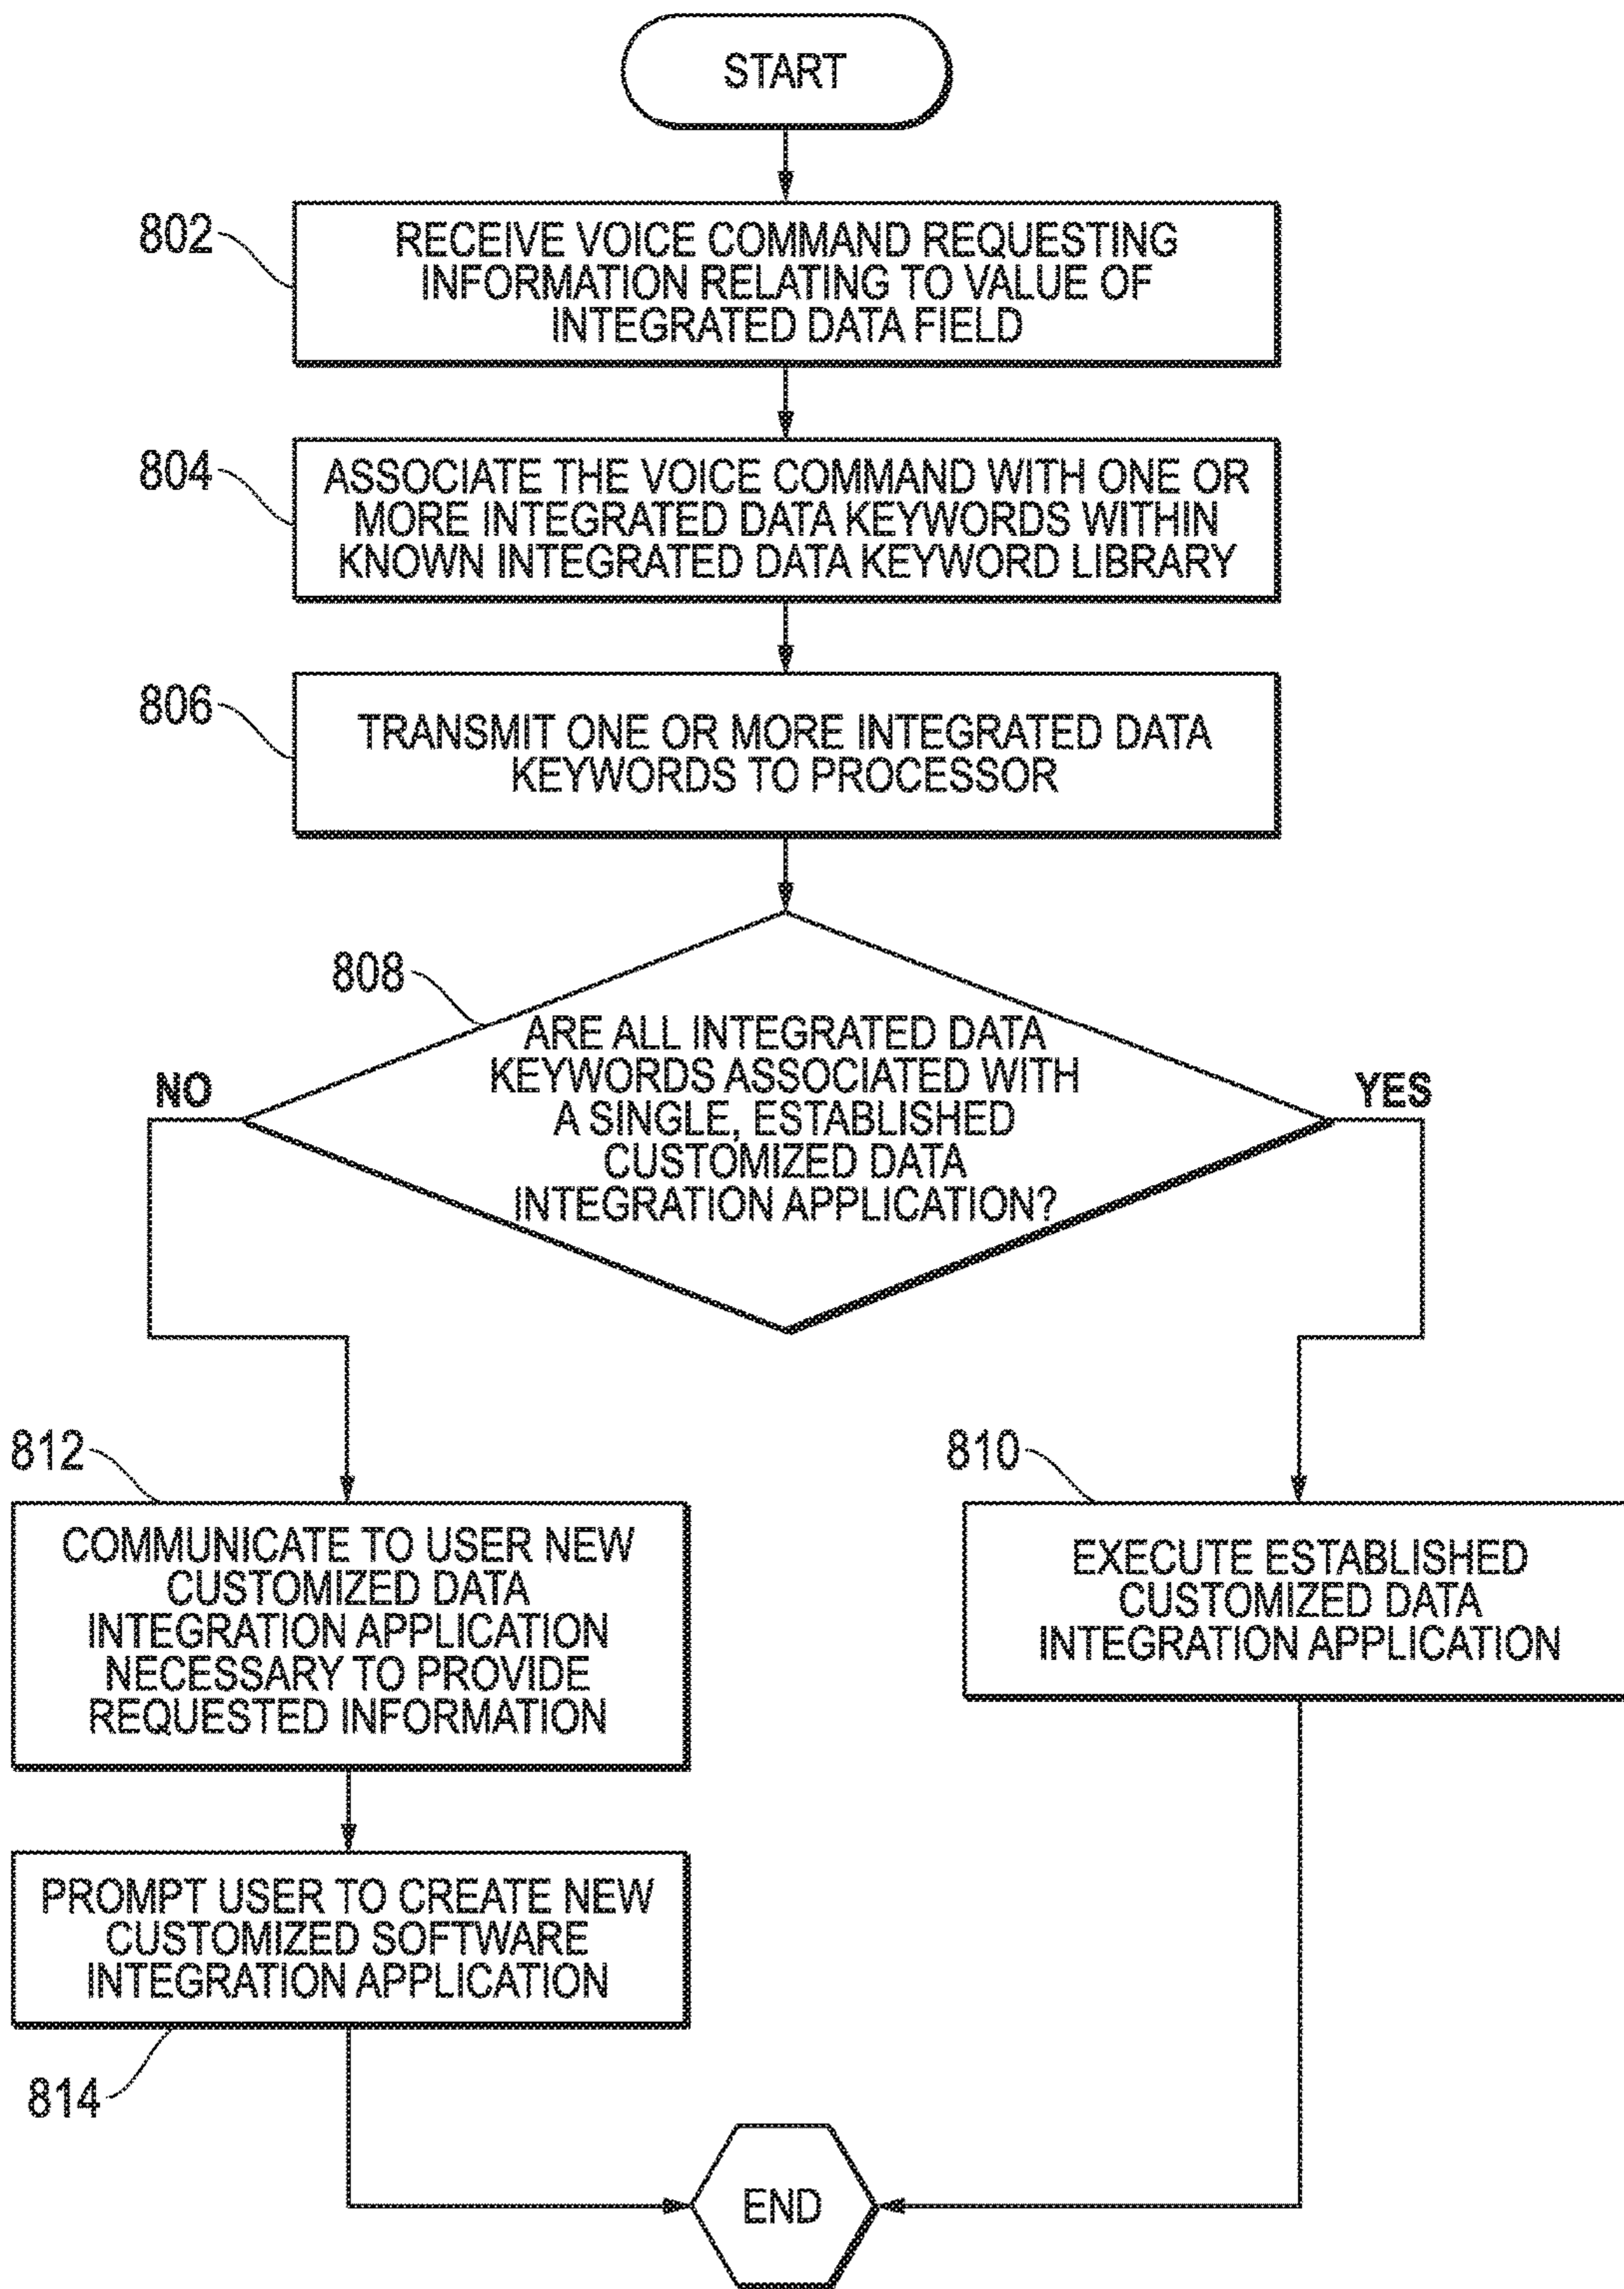 START
802
RECEIVE VOICE COMMAND REQUESTING
INFORMATION RELATING TO VALUE OF
INTEGRATED DATA FIELD
804
ASSOCIATE THE VOICE COMMAND WITH ONE OR
MORE INTEGRATED DATA KEYWORDS WITHIN
KNOWN INTEGRATED DATA KEYWORD LIBRARY
806
TRANSMIT ONE OR MORE INTEGRATED DATA
KEYWORDS TO PROCESSOR
808
ARE ALL INTEGRATED DATA
KEYWORDS ASSOCIATED WITH
A SINGLE, ESTABLISHED
CUSTOMIZED DATA
INTEGRATION APPLICATION?
NO
YES
812
COMMUNICATE TO USER NEW
CUSTOMIZED DATA
INTEGRATION APPLICATION
NECESSARY TO PROVIDE
REQUESTED INFORMATION
810
EXECUTE ESTABLISHED
CUSTOMIZED DATA
INTEGRATION APPLICATION
PROMPT USER TO CREATE NEW
CUSTOMIZED SOFTWARE
INTEGRATION APPLICATION
814
END